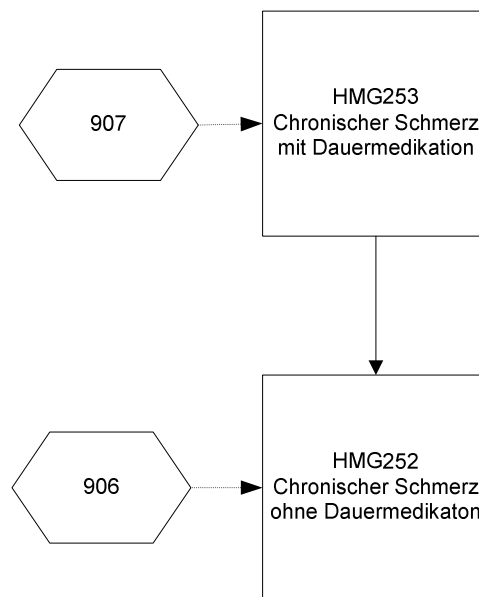 907
HMG253
Chronischer Schmerz
mit Dauermedikation
906
HMG252
Chronischer Schmerz
ohne Dauermedikaton